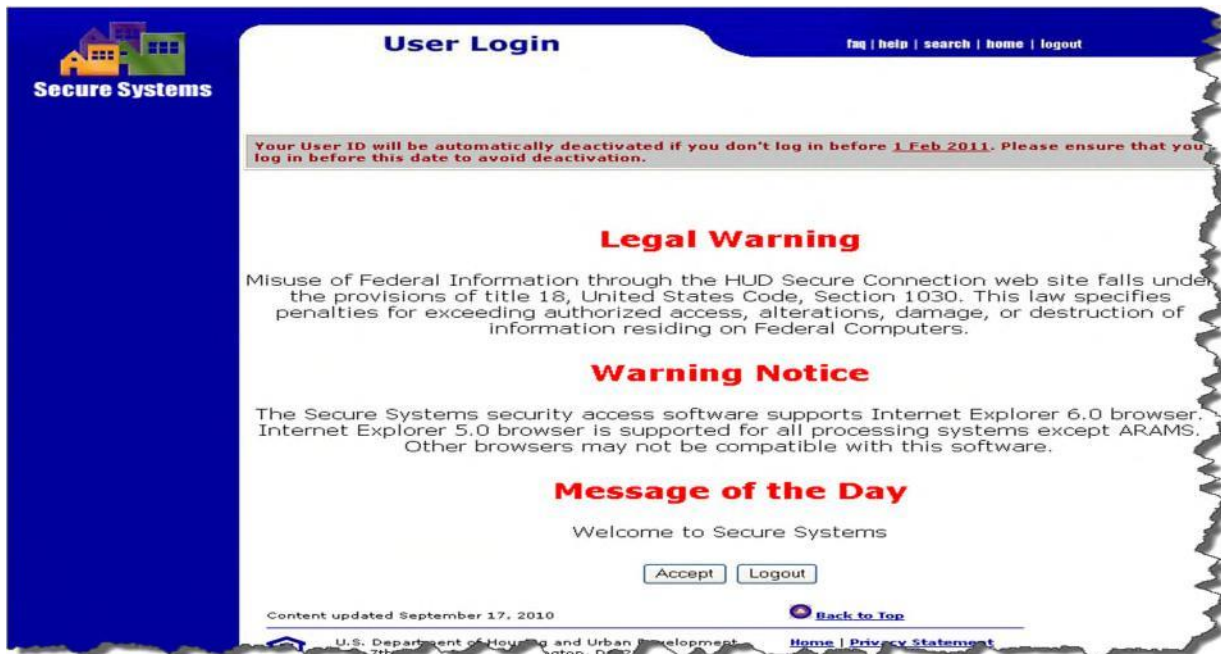 User Login
faq | help | search | home | logout
Secure Systems
Your User ID will be automatically deactivated if you don't log in before 1 Feb 2011. Please ensure that you
log in before this date to avoid deactivation.
Legal Warning
Misuse of Federal Information through the HUD Secure Connection web site falls under
the provisions of title 18, United States Code, Section 1030. This law specifies
penalties for exceeding authorized access, alterations, damage, or destruction of
information residing on Federal Computers.
Warning Notice
The Secure Systems security access software supports Internet Explorer 6.0 browser.
Internet Explorer 5.0 browser is supported for all processing systems except ARAMS.
Other browsers may not be compatible with this software.
Message of the Day
Welcome to Secure Systems
Accept Logout
Content updated September 17, 2010 Back to Top
U.S. Department of Housing and Urban Development Home | Privacy Statement